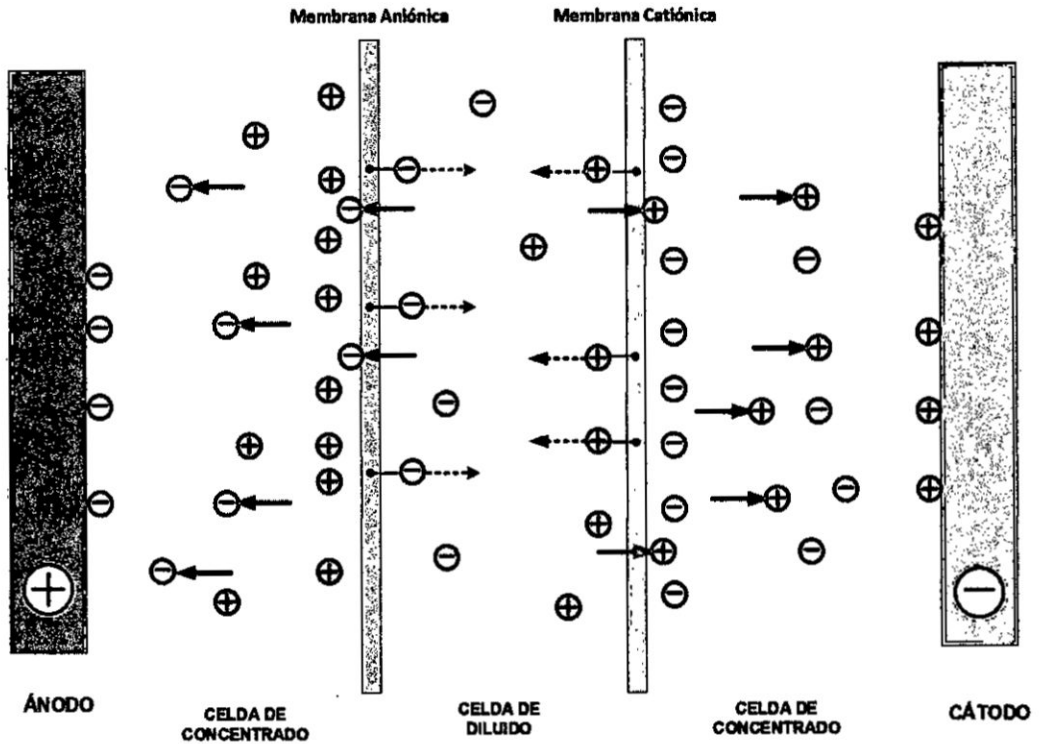 Membrana Aniónica
Membrana Catiónica
ÁNODO
CELDA DE
CONCENTRADO
CELDA DE
DILUIDO
CELDA DE
CONCENTRADO
CÁTODO